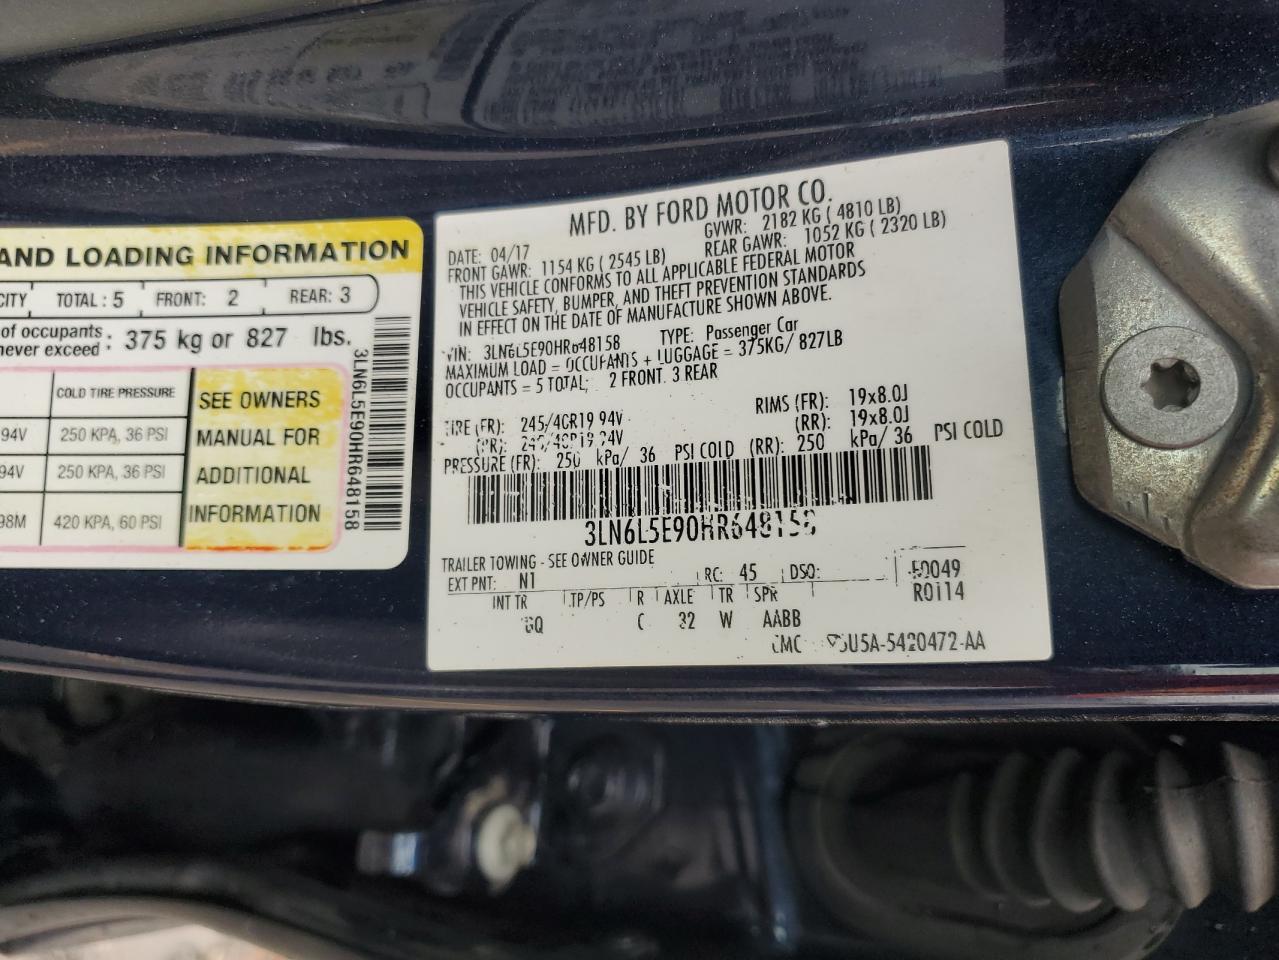 AND LOADING INFORMATION
CITY TOTAL : 5 FRONT: 2 REAR: 3
of occupants
never exceed : 375 kg or 827 lbs.
COLD TIRE PRESSURE
94V 250 KPA, 36 PSI
94V 250 KPA, 36 PSI
98M 420 KPA, 60 PSI
SEE OWNERS
MANUAL FOR
ADDITIONAL
INFORMATION
3LN6L5E90HR648158
MFD. BY FORD MOTOR CO.
DATE: 04/17 GVWR: 2182 KG ( 4810 LB)
FRONT GAWR: 1154 KG ( 2545 LB) REAR GAWR: 1052 KG ( 2320 LB)
THIS VEHICLE CONFORMS TO ALL APPLICABLE FEDERAL MOTOR
VEHICLE SAFETY, BUMPER, AND THEFT PREVENTION STANDARDS
IN EFFECT ON THE DATE OF MANUFACTURE SHOWN ABOVE.
VIN: 3LN6L5E90HR648158 TYPE: Passenger Car
MAXIMUM LOAD = OCCUPANTS + LUGGAGE = 375KG/ 827LB
OCCUPANTS = 5 TOTAL; 2 FRONT. 3 REAR
TIRE (FR): 245/40R19 94V RIMS (FR): 19x8.0J
(RR): 245/40R19 94V (RR): 19x8.0J
PRESSURE (FR): 250 kPa/ 36 PSI COLD (RR): 250 kPa/ 36 PSI COLD
3LN6L5E90HR648158
TRAILER TOWING - SEE OWNER GUIDE
EXT PNT: N1 RC: 45 DSO: F0049
INT TR TP/PS R AXLE TR SPR R0114
GQ C 32 W AABB
5U5A-5420472-AA